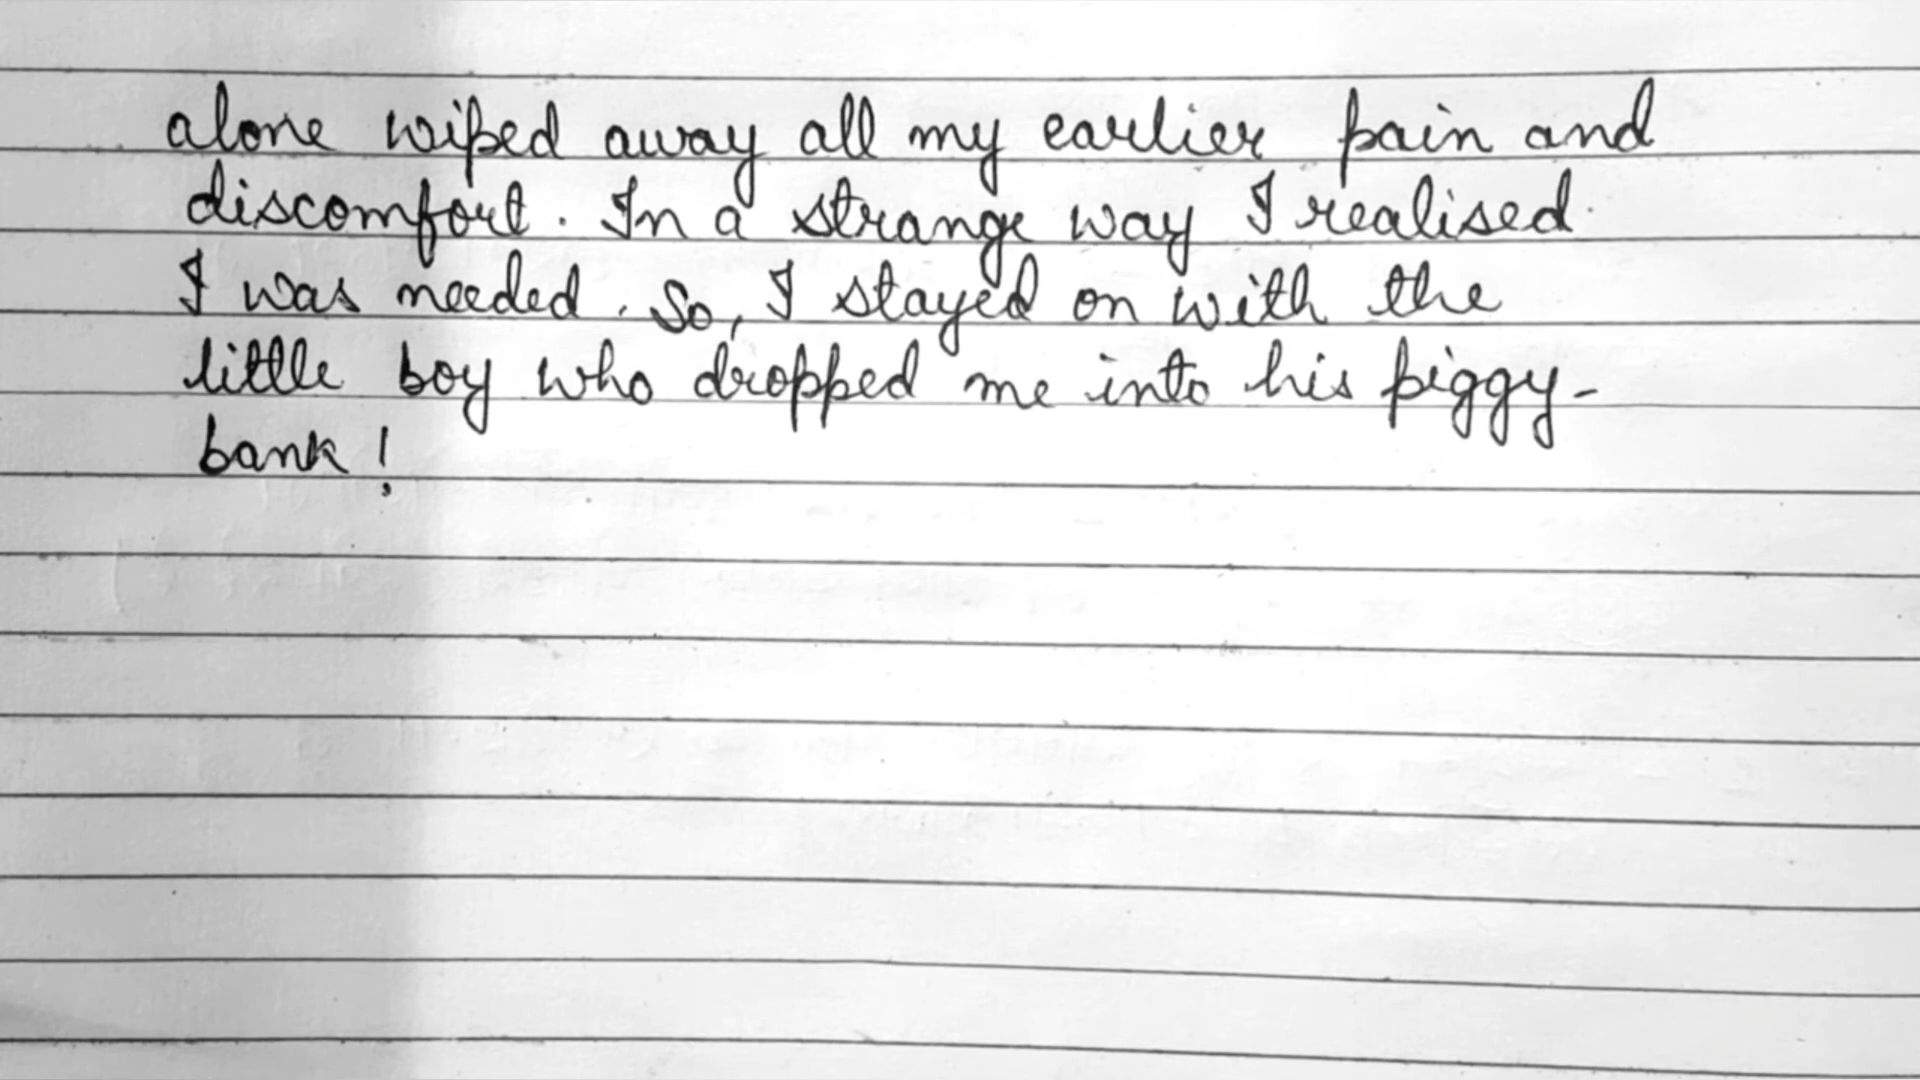 alone wiped away all my earlier pain and
discomfort. In a strange way I realised
I was needed. So, I stayed on with the
little boy who dropped me into his piggy-
bank!